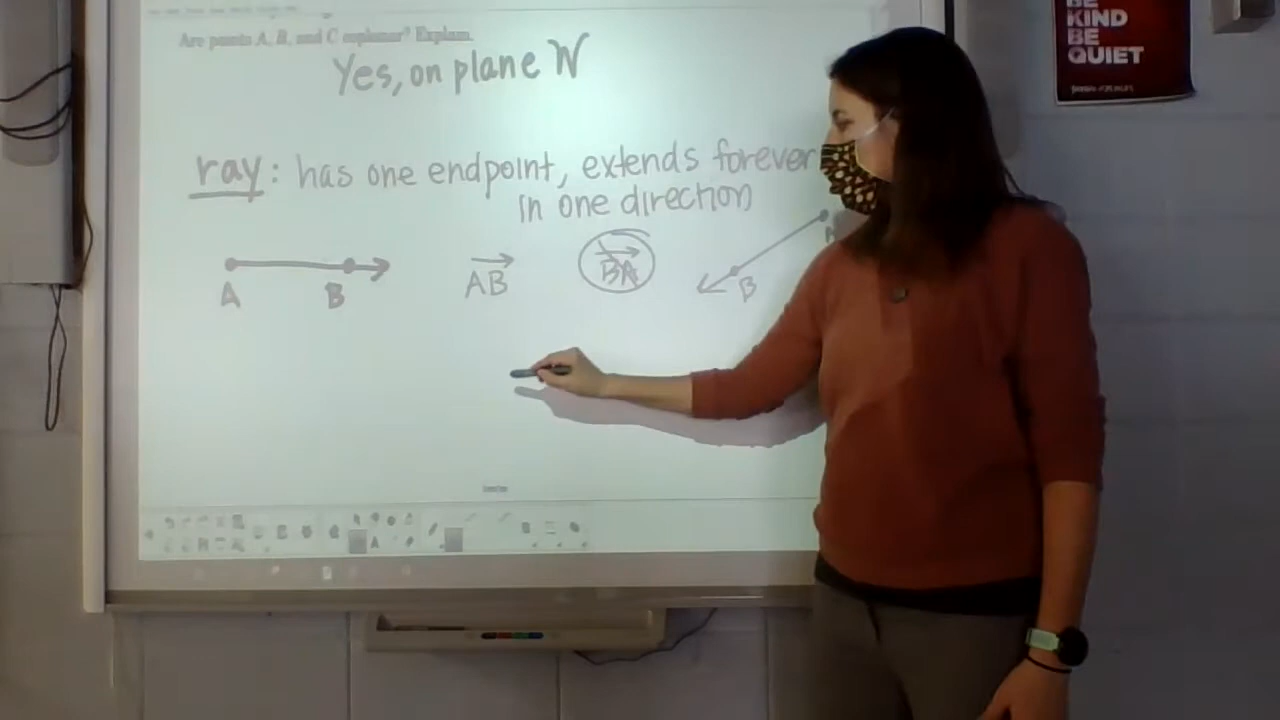 Are points A, B, and C coplanar? Explain.
Yes, on plane W
ray: has one endpoint, extends forever
in one direction
A B
AB
BA
B
BE
KIND
BE
QUIET